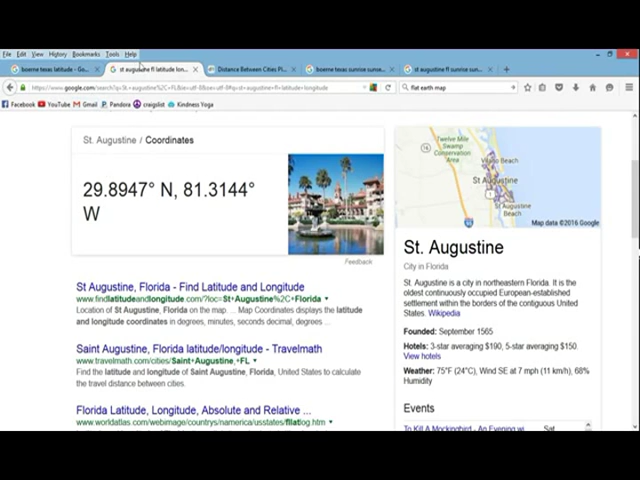 File Edit View History Bookmarks Tools Help
boerne texas latitude - Go...
st augustine fl latitude lon...
Distance Between Cities Pl...
boerne texas sunrise sunse...
st augustine fl sunrise sun...
flat earth map
Facebook YouTube Gmail Pandora craigslist Kindness Yoga
St. Augustine / Coordinates
29.8947° N, 81.3144°
W
Feedback
St Augustine, Florida - Find Latitude and Longitude
www.findlatitudeandlongitude.com/?loc=St+Augustine%2C+Florida
Location of St Augustine, Florida on the map. ... Map Coordinates displays the latitude
and longitude coordinates in degrees, minutes, seconds decimal, degrees ...
Saint Augustine, Florida latitude/longitude - Travelmath
www.travelmath.com/cities/Saint+Augustine,+FL
Find the latitude and longitude of Saint Augustine, Florida, United States to calculate
the travel distance between cities.
Florida Latitude, Longitude, Absolute and Relative ...
www.worldatlas.com/webimage/countrys/namerica/usstates/fllatlog.htm
Twelve Mile
Swamp
Conservation
Area
Vilano Beach
St Augustine
St Augustine
Beach
Map data ©2016 Google
St. Augustine
City in Florida
St. Augustine is a city in northeastern Florida. It is the
oldest continuously occupied European-established
settlement within the borders of the contiguous United
States. Wikipedia
Founded: September 1565
Hotels: 3-star averaging $190, 5-star averaging $150.
View hotels
Weather: 75°F (24°C), Wind SE at 7 mph (11 km/h), 68%
Humidity
Events
To Kill A Mockingbird - An Evening wi... Sat,